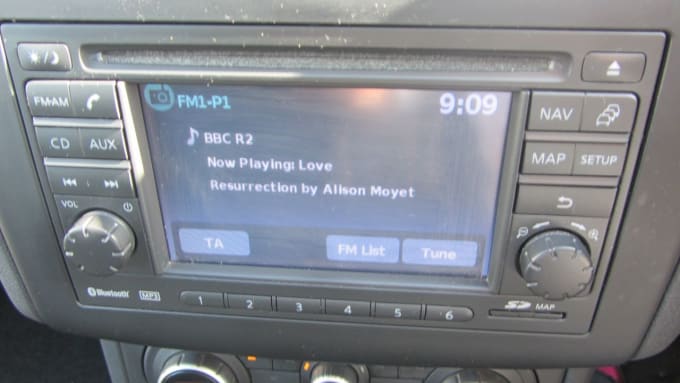 FM·AM
CD AUX
VOL
FM1-P1 9:09
BBC R2
Now Playing: Love
Resurrection by Alison Moyet
TA FM List Tune
NAV
MAP SETUP
Bluetooth MP3
1 2 3 4 5 6
SD MAP